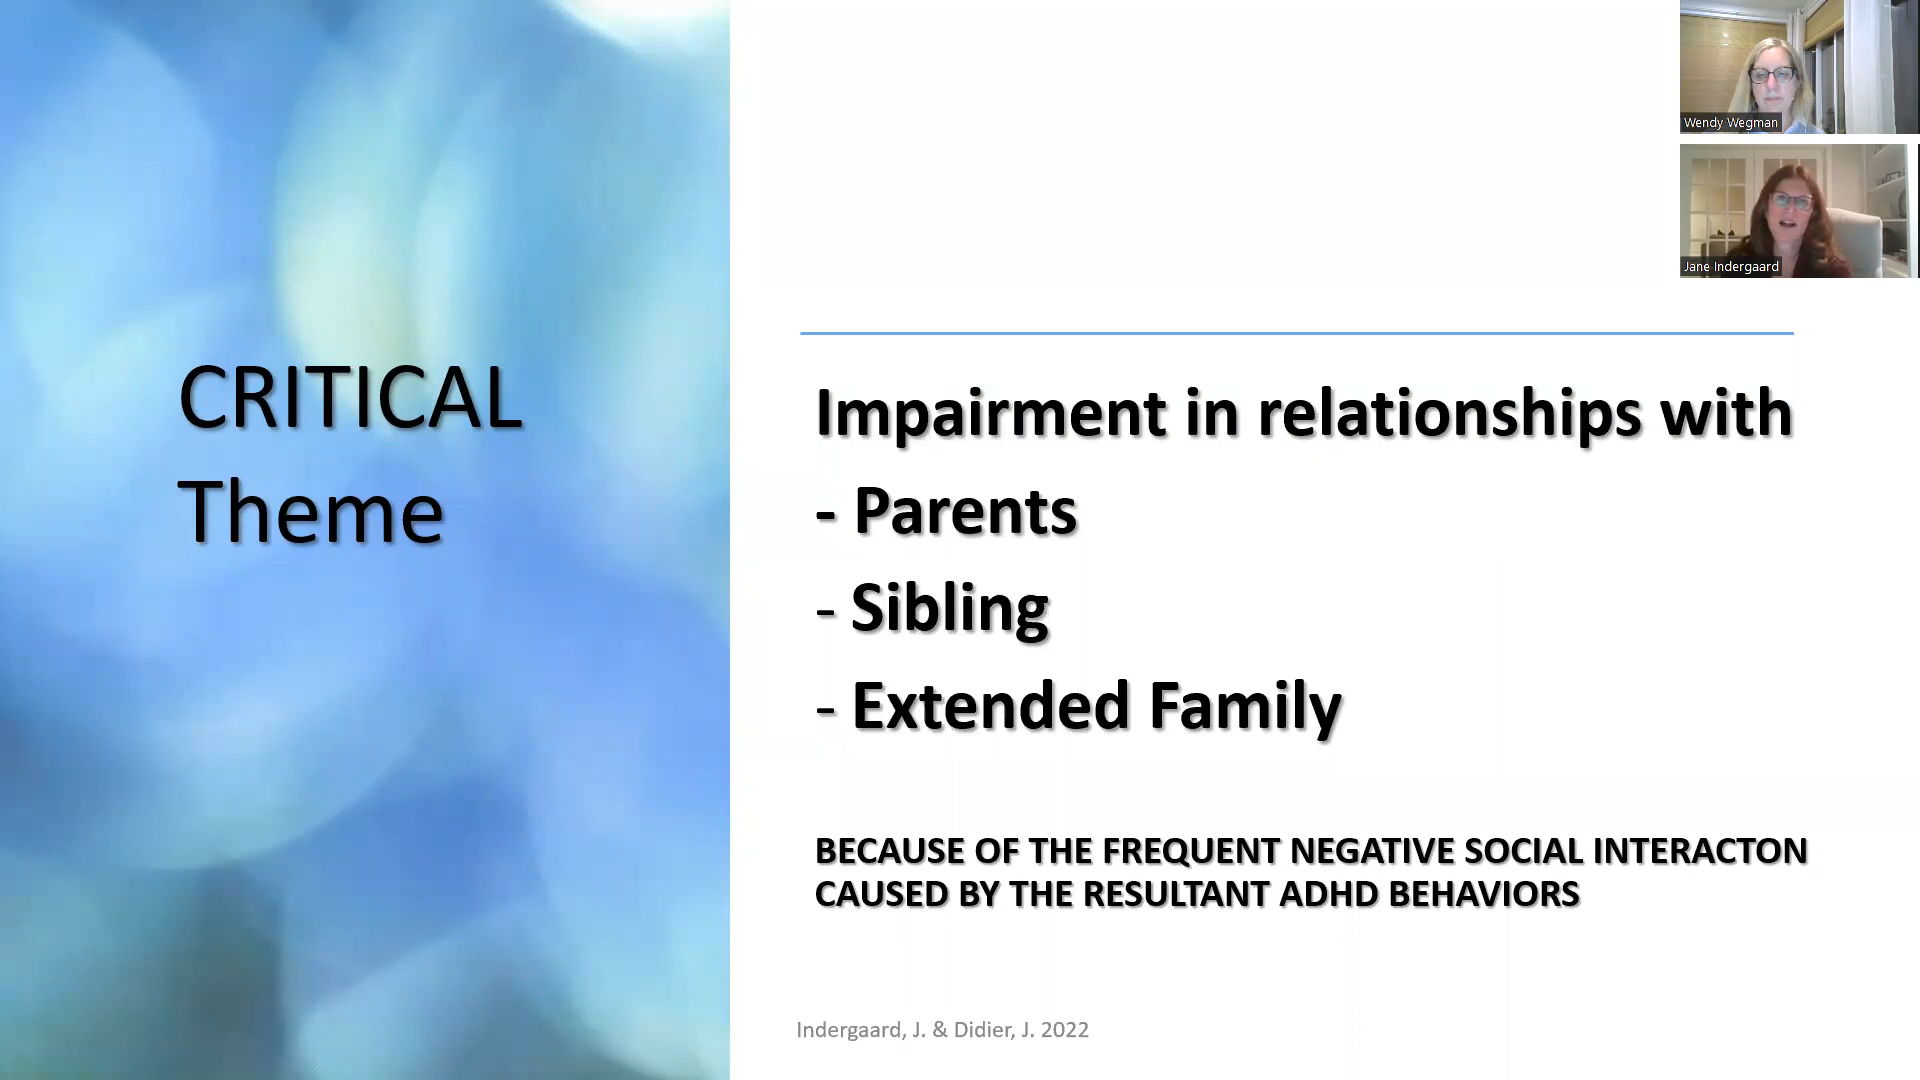 CRITICAL
Theme
Impairment in relationships with
- Parents
- Sibling
- Extended Family
BECAUSE OF THE FREQUENT NEGATIVE SOCIAL INTERACTON
CAUSED BY THE RESULTANT ADHD BEHAVIORS
Indergaard, J. & Didier, J. 2022
Wendy Wegman
Jane Indergaard